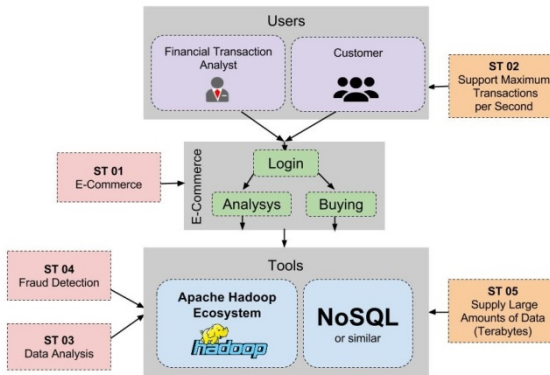 Users
Financial Transaction
Analyst
Customer
ST 02
Support Maximum
Transactions
per Second
ST 01
E-Commerce
E-Commerce
Login
Analysys
Buying
ST 04
Fraud Detection
ST 03
Data Analysis
Tools
Apache Hadoop
Ecosystem
hadoop
NoSQL
or similar
ST 05
Supply Large
Amounts of Data
(Terabytes)